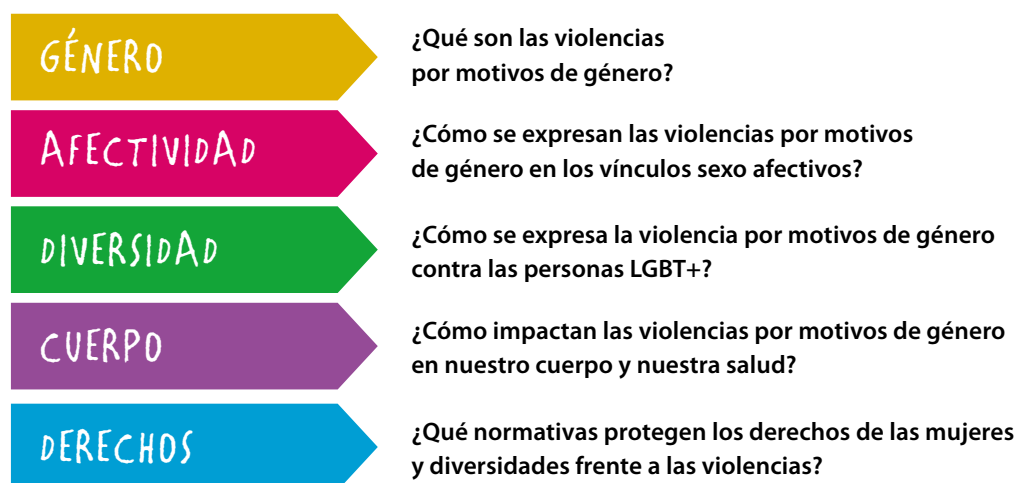 GÉNERO
¿Qué son las violencias
por motivos de género?
AFECTIVIDAD
¿Cómo se expresan las violencias por motivos
de género en los vínculos sexo afectivos?
DIVERSIDAD
¿Cómo se expresa la violencia por motivos de género
contra las personas LGBT+?
CUERPO
¿Cómo impactan las violencias por motivos de género
en nuestro cuerpo y nuestra salud?
DERECHOS
¿Qué normativas protegen los derechos de las mujeres
y diversidades frente a las violencias?